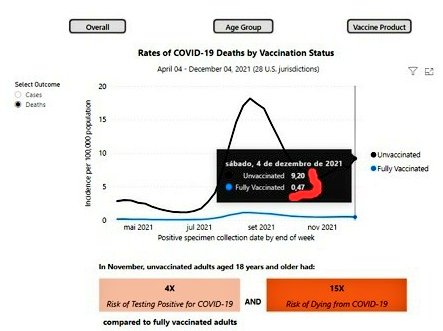 Overall
Age Group
Vaccine Product
Rates of COVID-19 Deaths by Vaccination Status
April 04 - December 04, 2021 (28 U.S. jurisdictions)
Select Outcome
Cases
Deaths
Incidence per 100,000 population
20
15
10
5
0
sábado, 4 de dezembro de 2021
Unvaccinated 9,20
Fully Vaccinated 0,47
Unvaccinated
Fully Vaccinated
mai 2021
jul 2021
set 2021
nov 2021
Positive specimen collection date by end of week
In November, unvaccinated adults aged 18 years and older had:
4X
Risk of Testing Positive for COVID-19
AND
15X
Risk of Dying from COVID-19
compared to fully vaccinated adults